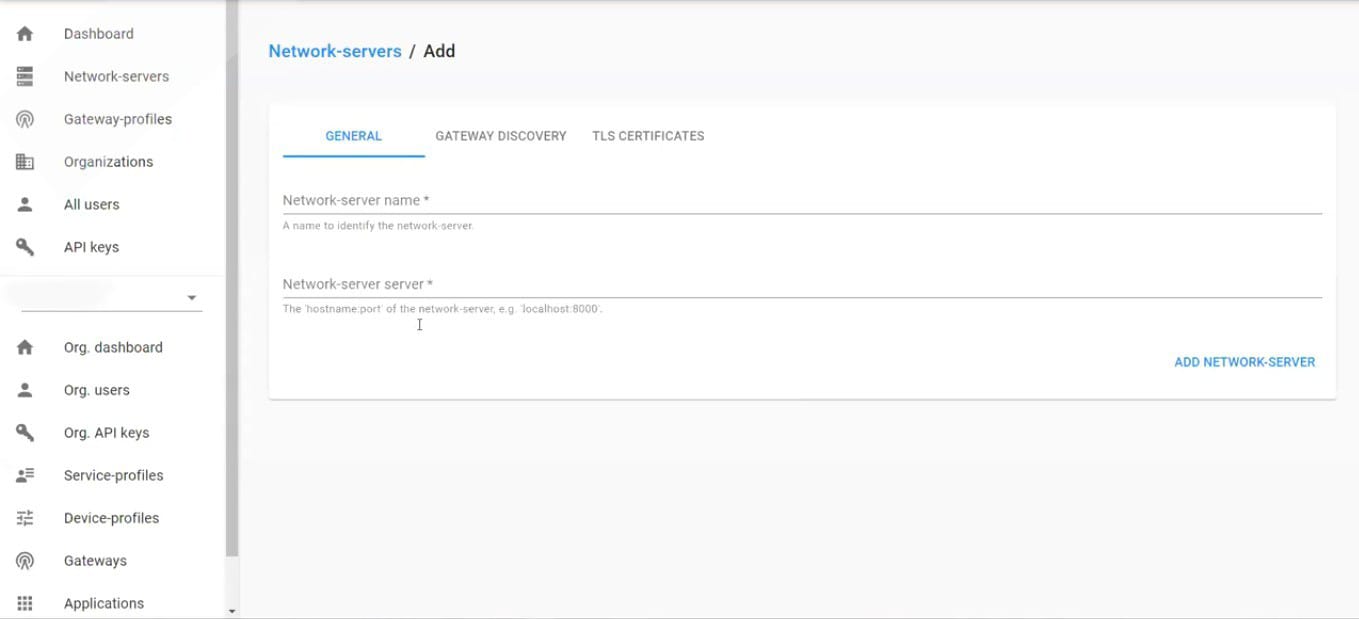 Dashboard
Network-servers
Gateway-profiles
Organizations
All users
API keys
Org. dashboard
Org. users
Org. API keys
Service-profiles
Device-profiles
Gateways
Applications
Network-servers / Add
GENERAL
GATEWAY DISCOVERY
TLS CERTIFICATES
Network-server name *
A name to identify the network-server.
Network-server server *
The 'hostname:port' of the network-server, e.g. 'localhost:8000'.
ADD NETWORK-SERVER